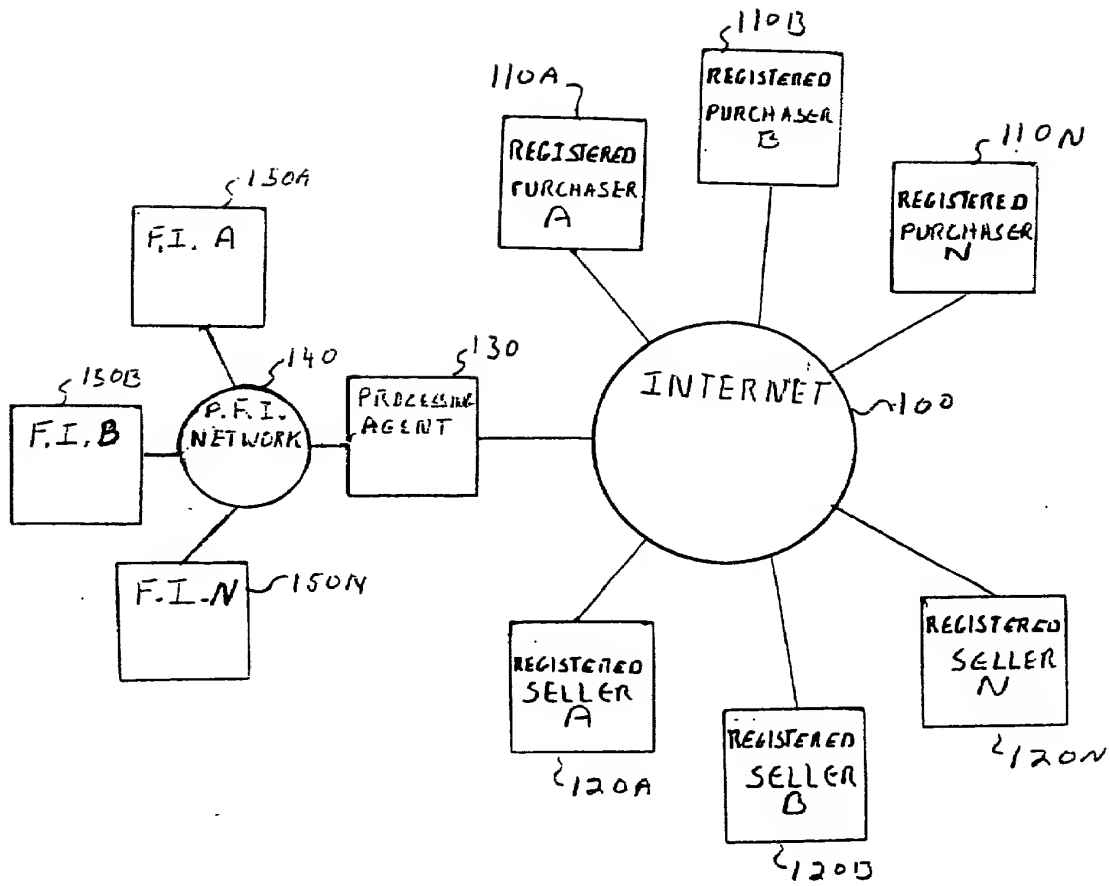 110B
REGISTERED
PURCHASER
B
110A
REGISTERED
PURCHASER
A
110N
REGISTERED
PURCHASER
N
150A
F.I. A
150B
F.I. B
140
P.F.I.
NETWORK
130
PROCESSING
AGENT
INTERNET
100
F.I.N
150N
REGISTERED
SELLER
A
120A
REGISTERED
SELLER
B
120B
REGISTERED
SELLER
N
120N